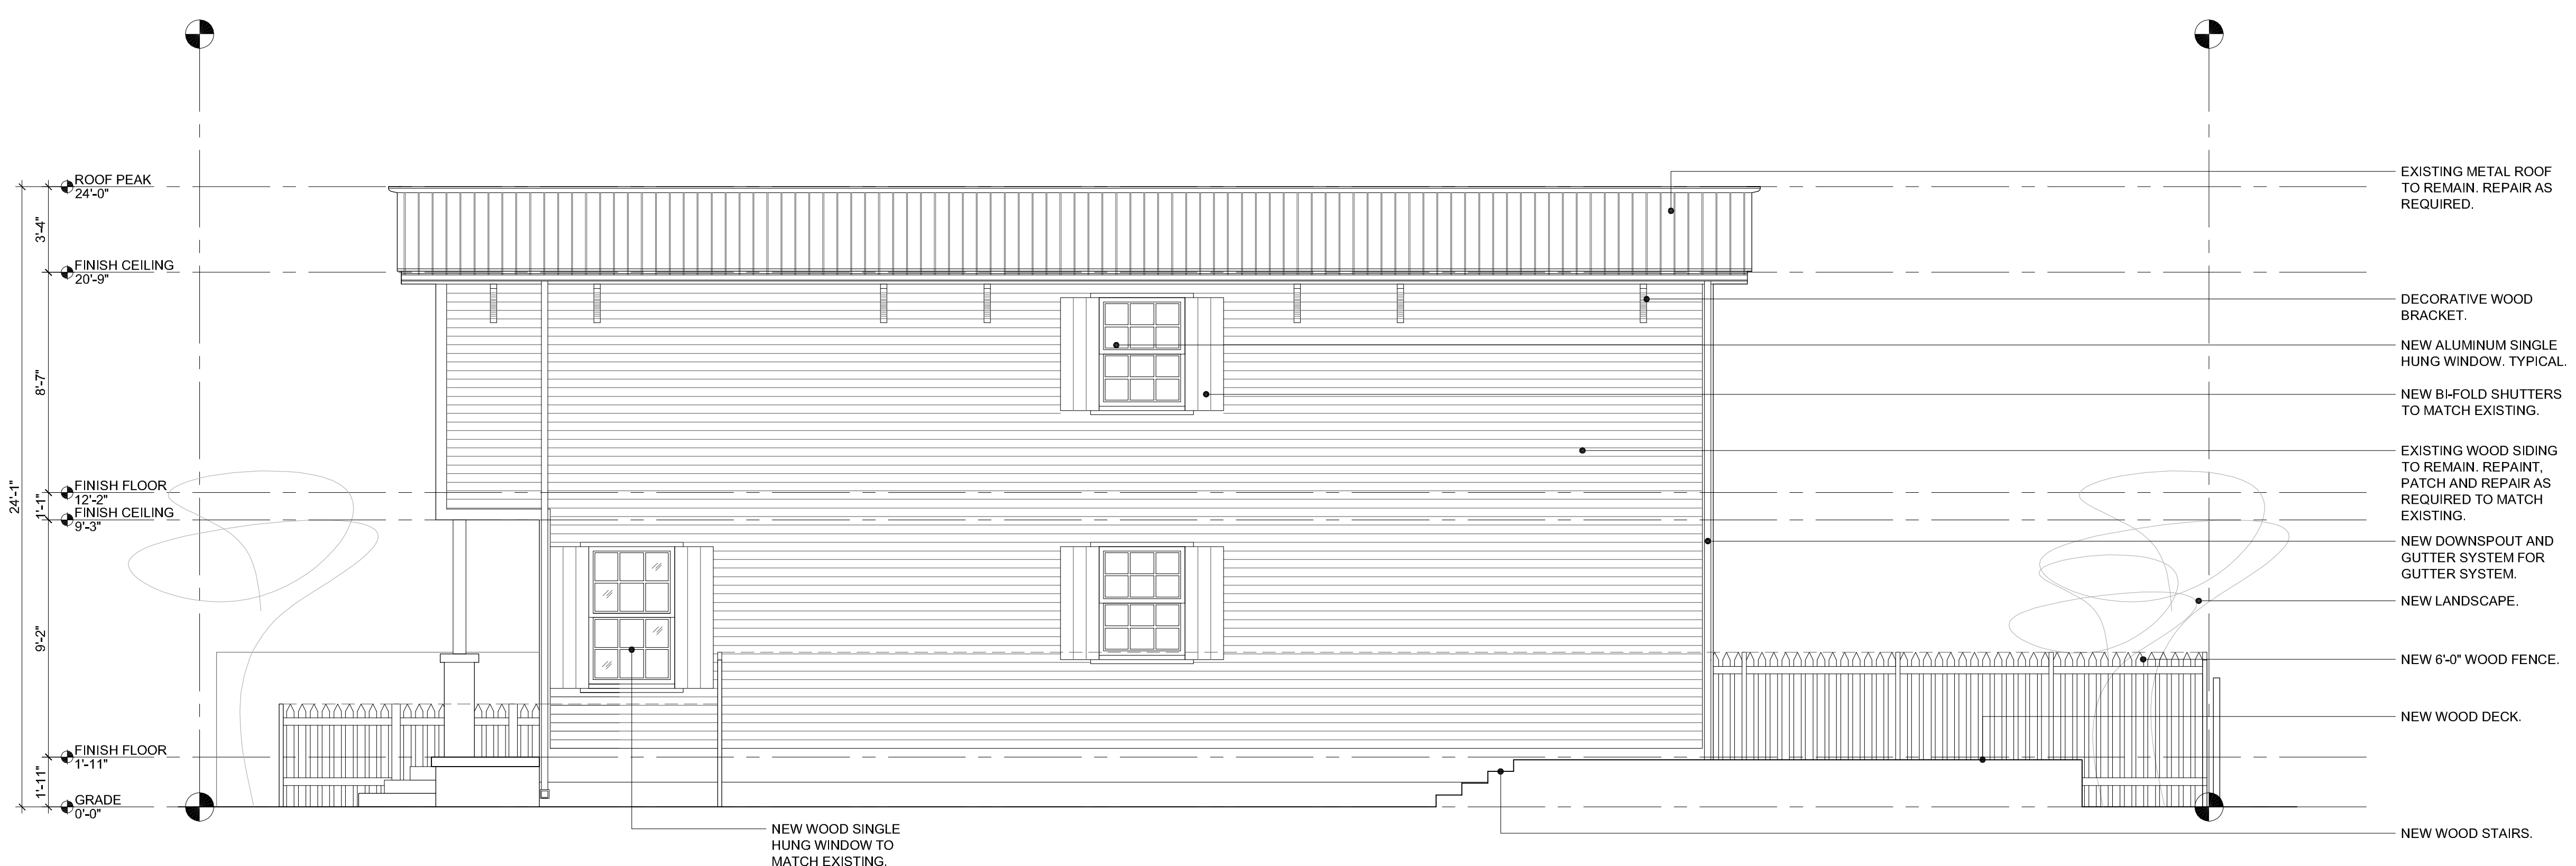 ROOF PEAK
24'-0"
FINISH CEILING
20'-9"
FINISH FLOOR
12'-2"
FINISH CEILING
9'-3"
FINISH FLOOR
1'-11"
GRADE
0'-0"
24'-1"
3'-4"
8'-7"
1'-1"
9'-2"
1'-11"
EXISTING METAL ROOF
TO REMAIN. REPAIR AS
REQUIRED.
DECORATIVE WOOD
BRACKET.
NEW ALUMINUM SINGLE
HUNG WINDOW. TYPICAL.
NEW BI-FOLD SHUTTERS
TO MATCH EXISTING.
EXISTING WOOD SIDING
TO REMAIN. REPAINT,
PATCH AND REPAIR AS
REQUIRED TO MATCH
EXISTING.
NEW DOWNSPOUT AND
GUTTER SYSTEM FOR
GUTTER SYSTEM.
NEW LANDSCAPE.
NEW 6'-0" WOOD FENCE.
NEW WOOD DECK.
NEW WOOD STAIRS.
NEW WOOD SINGLE
HUNG WINDOW TO
MATCH EXISTING.